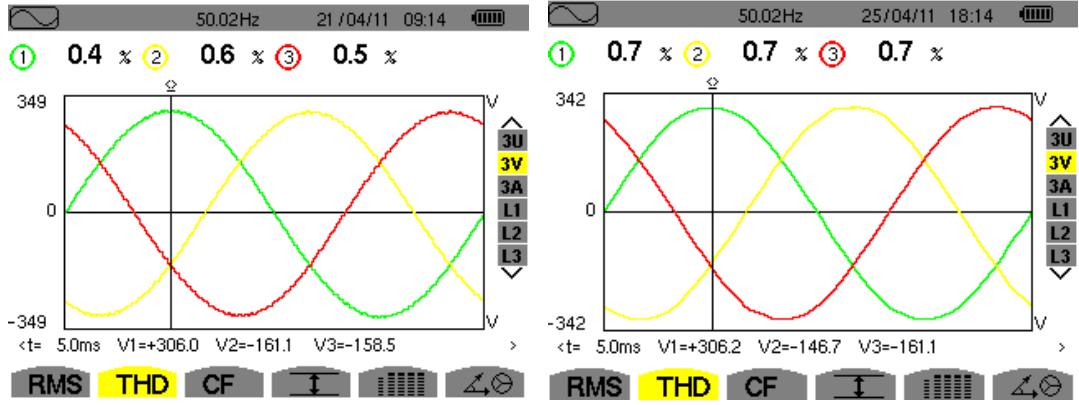 50.02Hz 21/04/11 09:14
1 0.4 % 2 0.6 % 3 0.5 %
349 V
3U
3V
3A
0 L1
L2
L3
-349 V
<t= 5.0ms V1=+306.0 V2=-161.1 V3=-158.5 >
RMS THD CF
50.02Hz 25/04/11 18:14
1 0.7 % 2 0.7 % 3 0.7 %
342 V
3U
3V
3A
0 L1
L2
L3
-342 V
<t= 5.0ms V1=+306.2 V2=-146.7 V3=-161.1 >
RMS THD CF